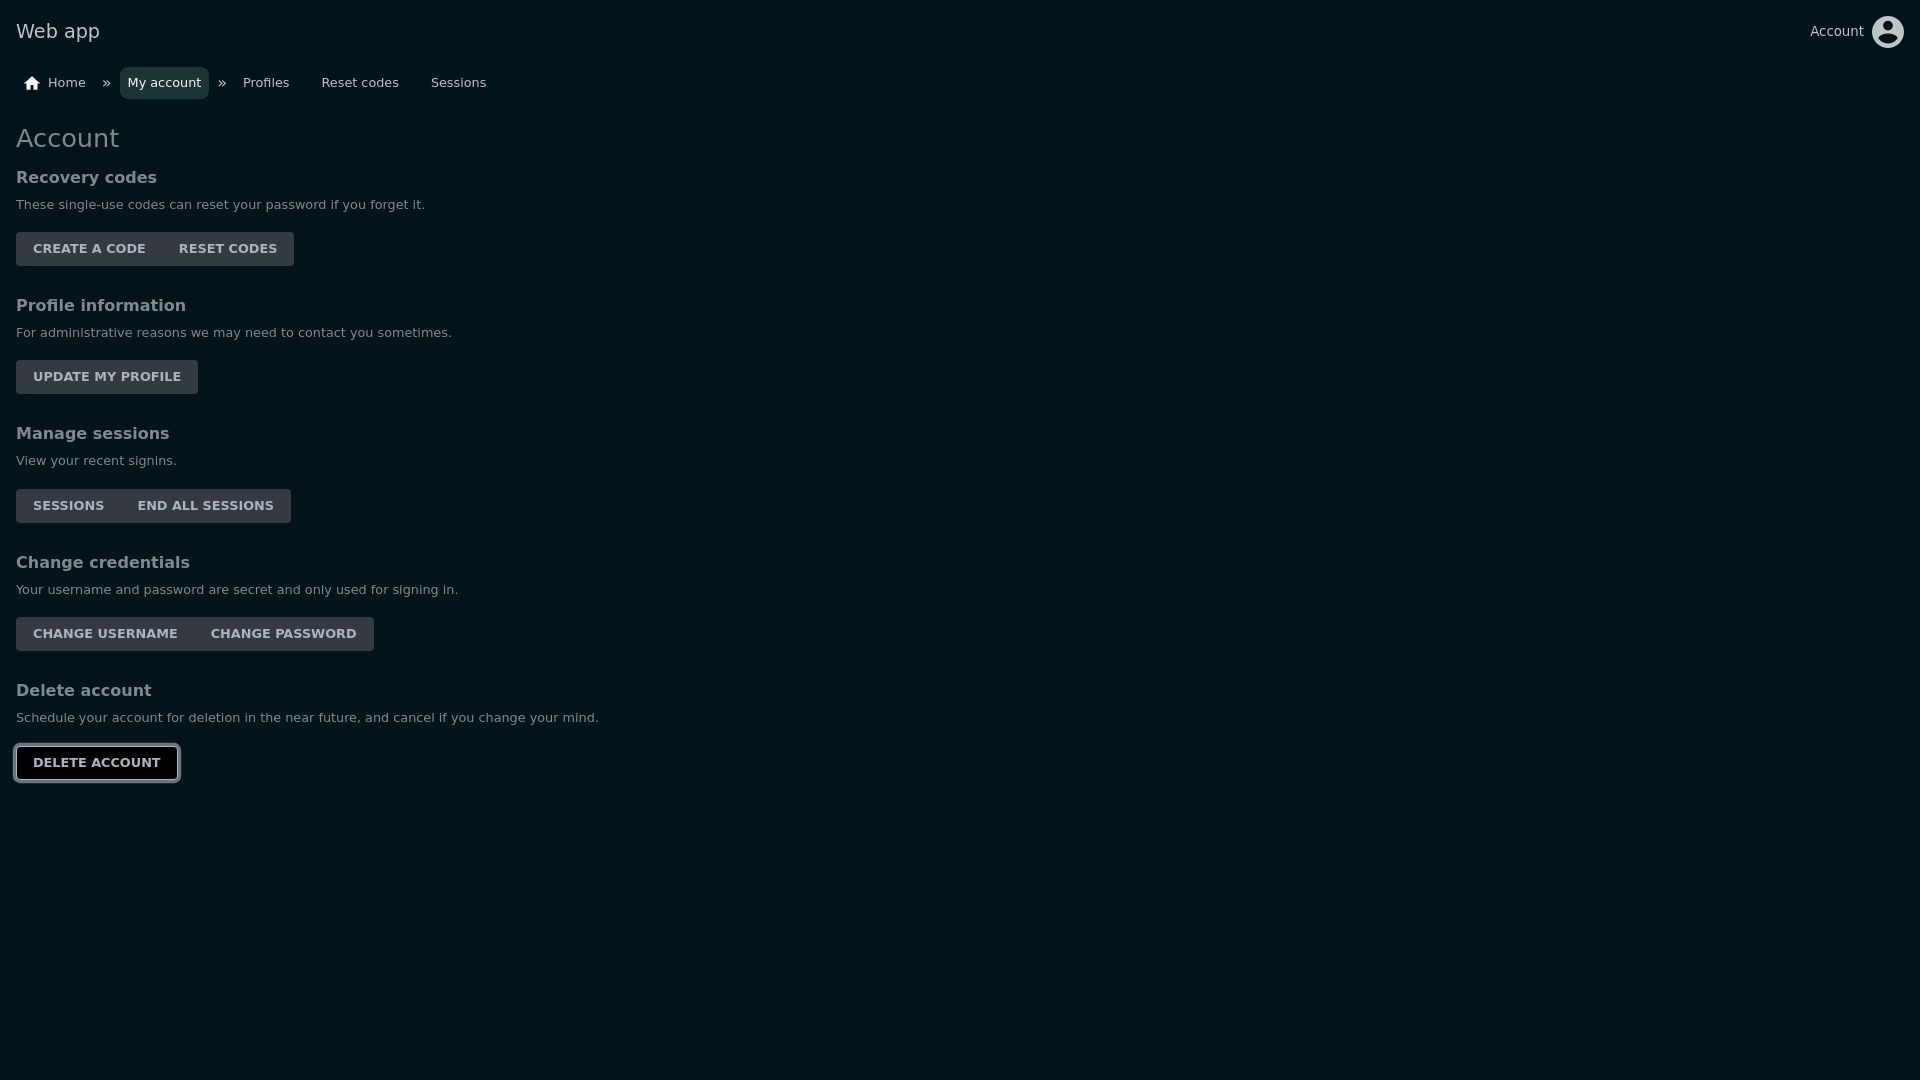 Web app
Account
Home » My account » Profiles Reset codes Sessions
Account
Recovery codes
These single-use codes can reset your password if you forget it.
CREATE A CODE RESET CODES
Profile information
For administrative reasons we may need to contact you sometimes.
UPDATE MY PROFILE
Manage sessions
View your recent signins.
SESSIONS END ALL SESSIONS
Change credentials
Your username and password are secret and only used for signing in.
CHANGE USERNAME CHANGE PASSWORD
Delete account
Schedule your account for deletion in the near future, and cancel if you change your mind.
DELETE ACCOUNT